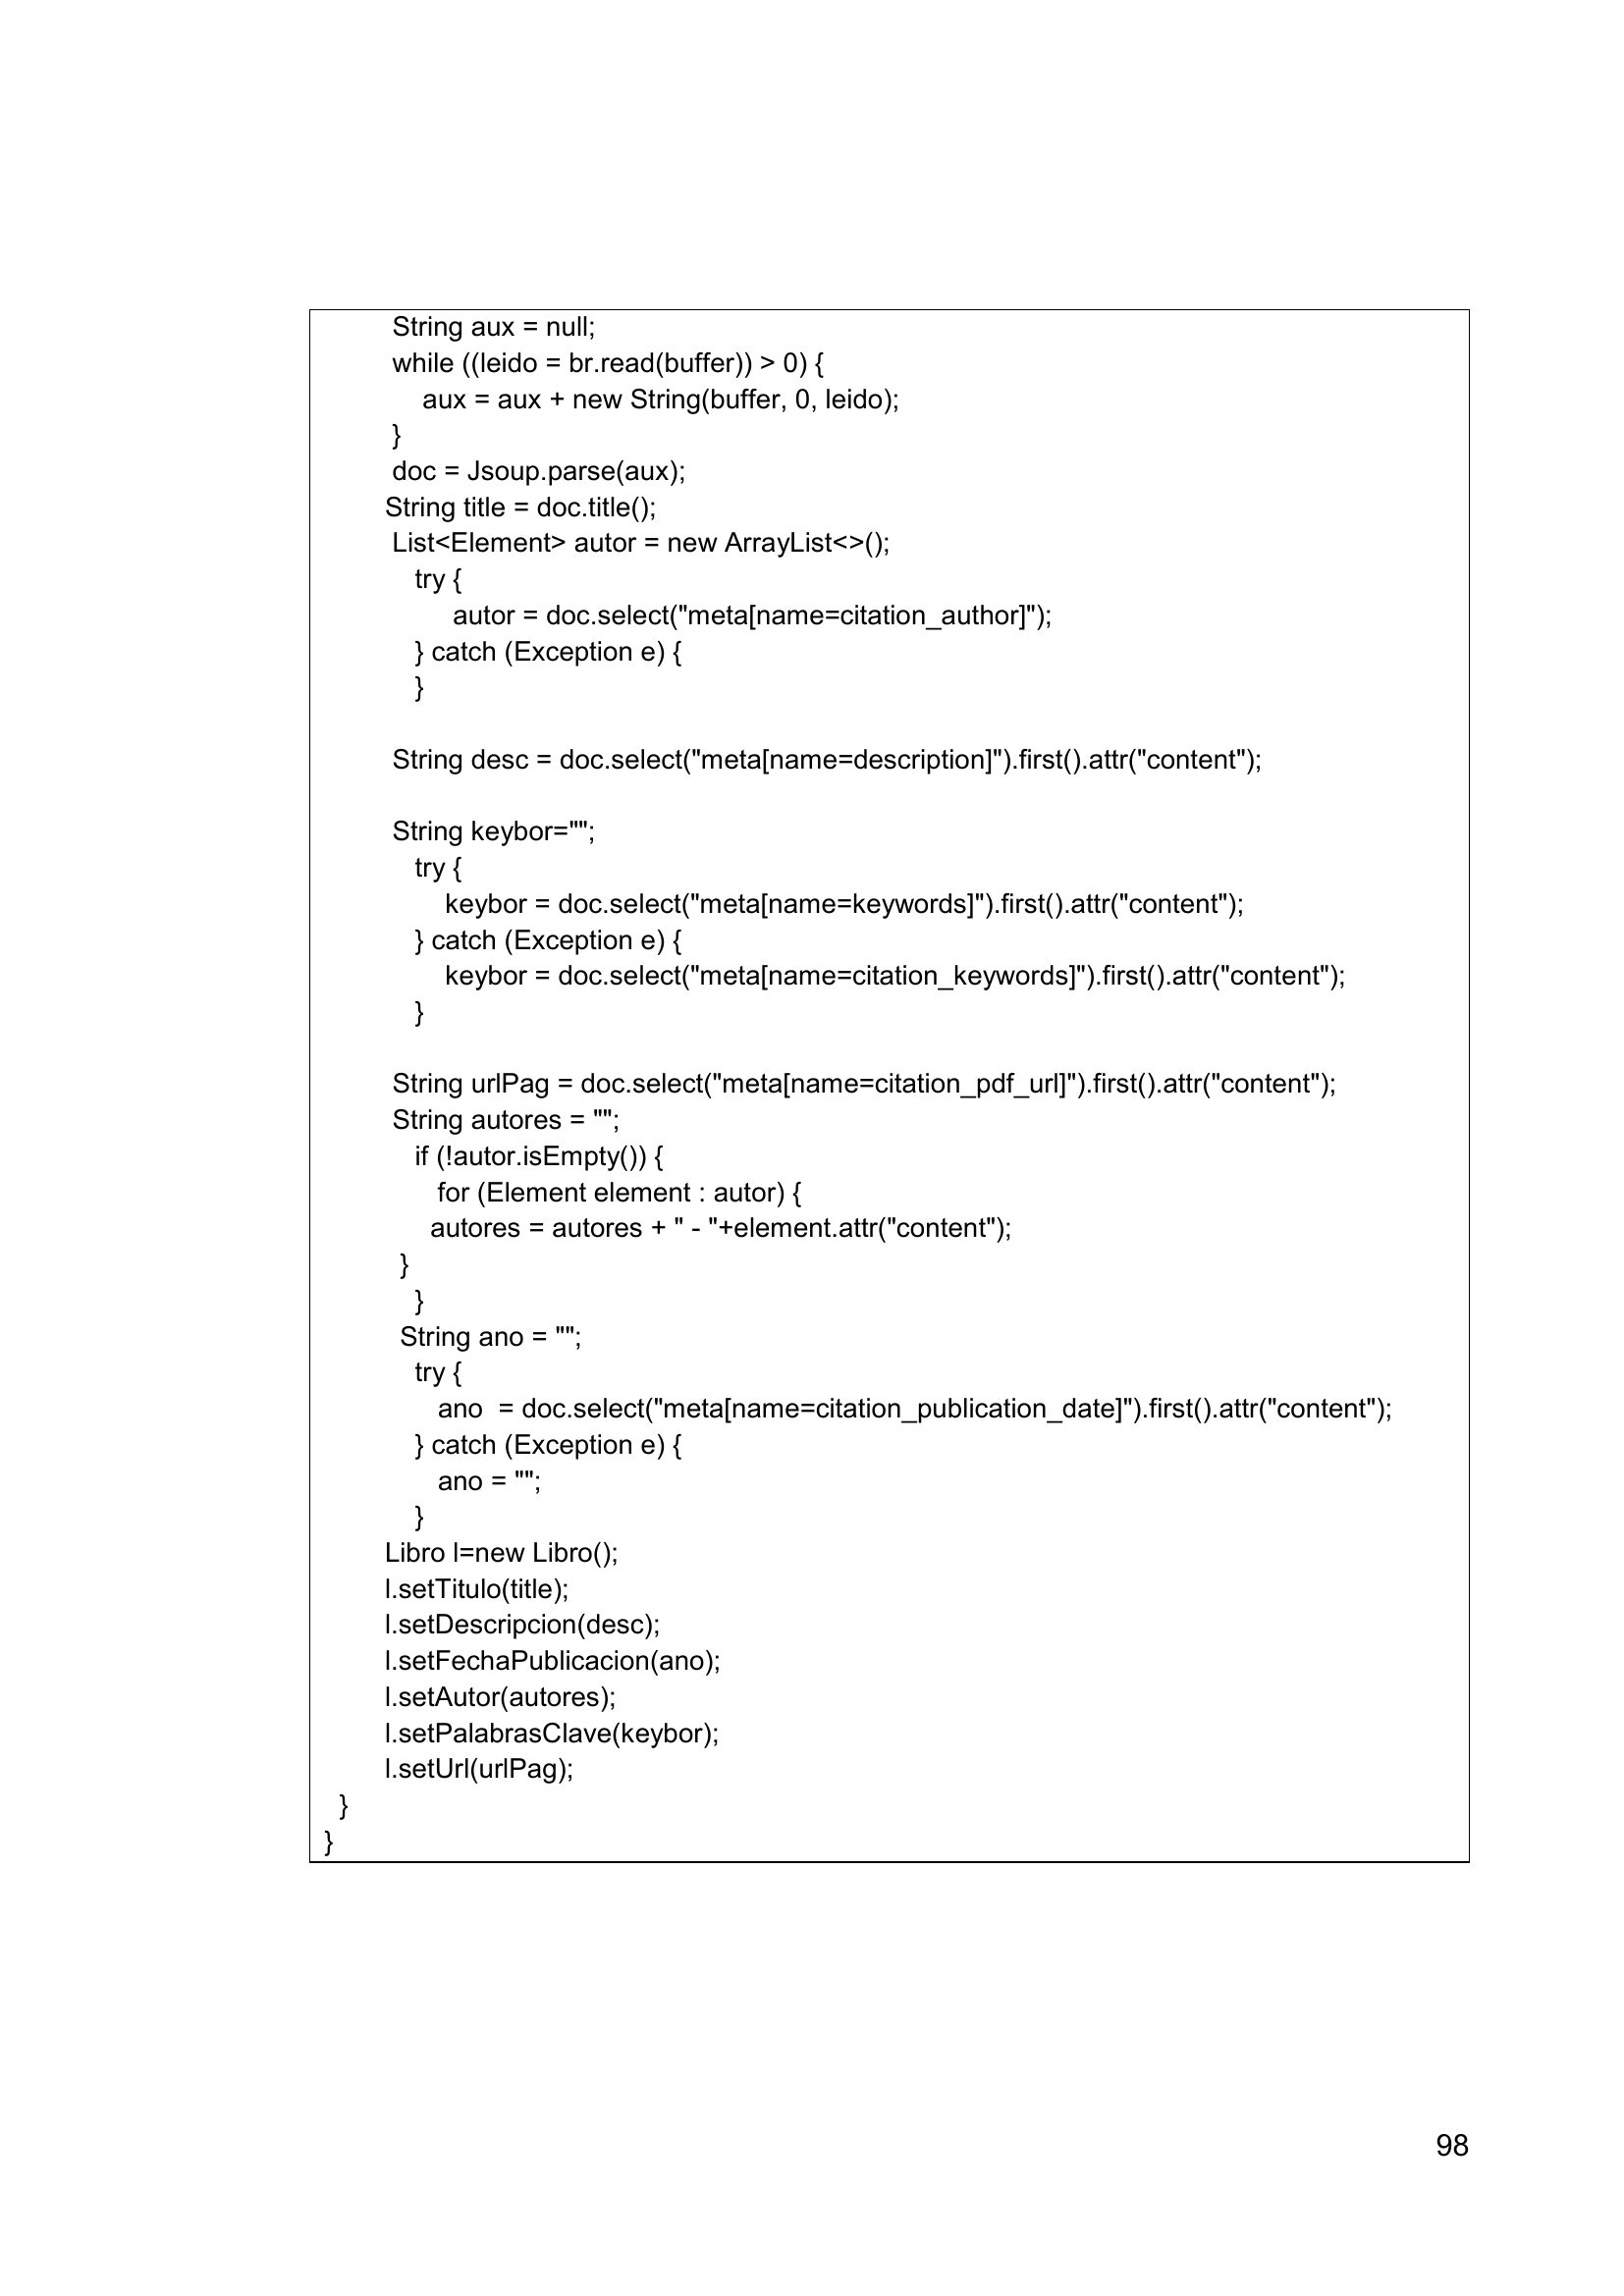 String aux = null;
while ((leido = br.read(buffer)) > 0) {
aux = aux + new String(buffer, 0, leido);
}
doc = Jsoup.parse(aux);
String title = doc.title();
List<Element> autor = new ArrayList<>();
try {
autor = doc.select("meta[name=citation_author]");
} catch (Exception e) {
}
String desc = doc.select("meta[name=description]").first().attr("content");
String keybor="";
try {
keybor = doc.select("meta[name=keywords]").first().attr("content");
} catch (Exception e) {
keybor = doc.select("meta[name=citation_keywords]").first().attr("content");
}
String urlPag = doc.select("meta[name=citation_pdf_url]").first().attr("content");
String autores = "";
if (!autor.isEmpty()) {
for (Element element : autor) {
autores = autores + " - "+element.attr("content");
}
}
String ano = "";
try {
ano  = doc.select("meta[name=citation_publication_date]").first().attr("content");
} catch (Exception e) {
ano = "";
}
Libro l=new Libro();
l.setTitulo(title);
l.setDescripcion(desc);
l.setFechaPublicacion(ano);
l.setAutor(autores);
l.setPalabrasClave(keybor);
l.setUrl(urlPag);
}
}
98